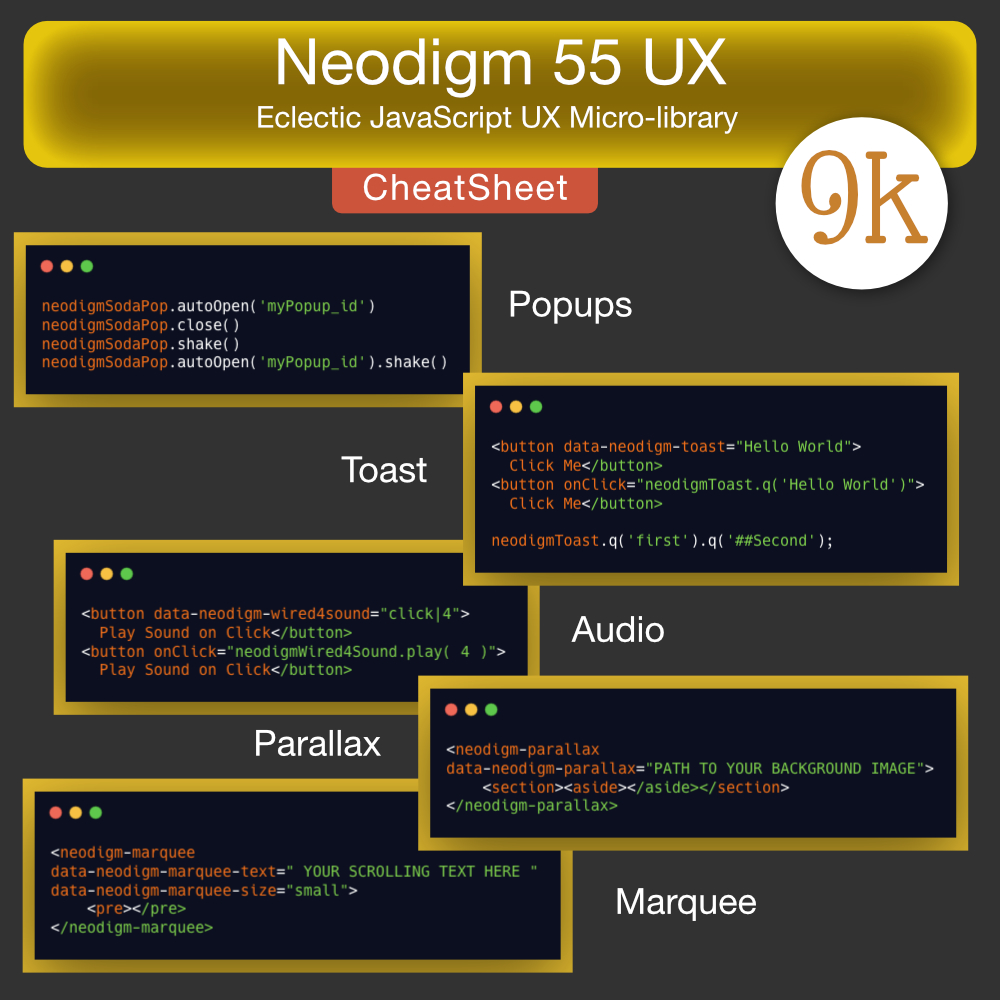 Neodigm 55 UX
Eclectic JavaScript UX Micro-library
CheatSheet
9k
neodigmSodaPop.autoOpen('myPopup_id')
neodigmSodaPop.close()
neodigmSodaPop.shake()
neodigmSodaPop.autoOpen('myPopup_id').shake()
Popups
Toast
<button data-neodigm-toast="Hello World">
  Click Me</button>
<button onClick="neodigmToast.q('Hello World')">
  Click Me</button>
neodigmToast.q('first').q('##Second');
<button data-neodigm-wired4sound="click|4">
  Play Sound on Click</button>
<button onClick="neodigmWired4Sound.play( 4 )">
  Play Sound on Click</button>
Audio
Parallax
<neodigm-parallax
data-neodigm-parallax="PATH TO YOUR BACKGROUND IMAGE">
    <section><aside></aside></section>
</neodigm-parallax>
<neodigm-marquee
data-neodigm-marquee-text=" YOUR SCROLLING TEXT HERE "
data-neodigm-marquee-size="small">
    <pre></pre>
</neodigm-marquee>
Marquee